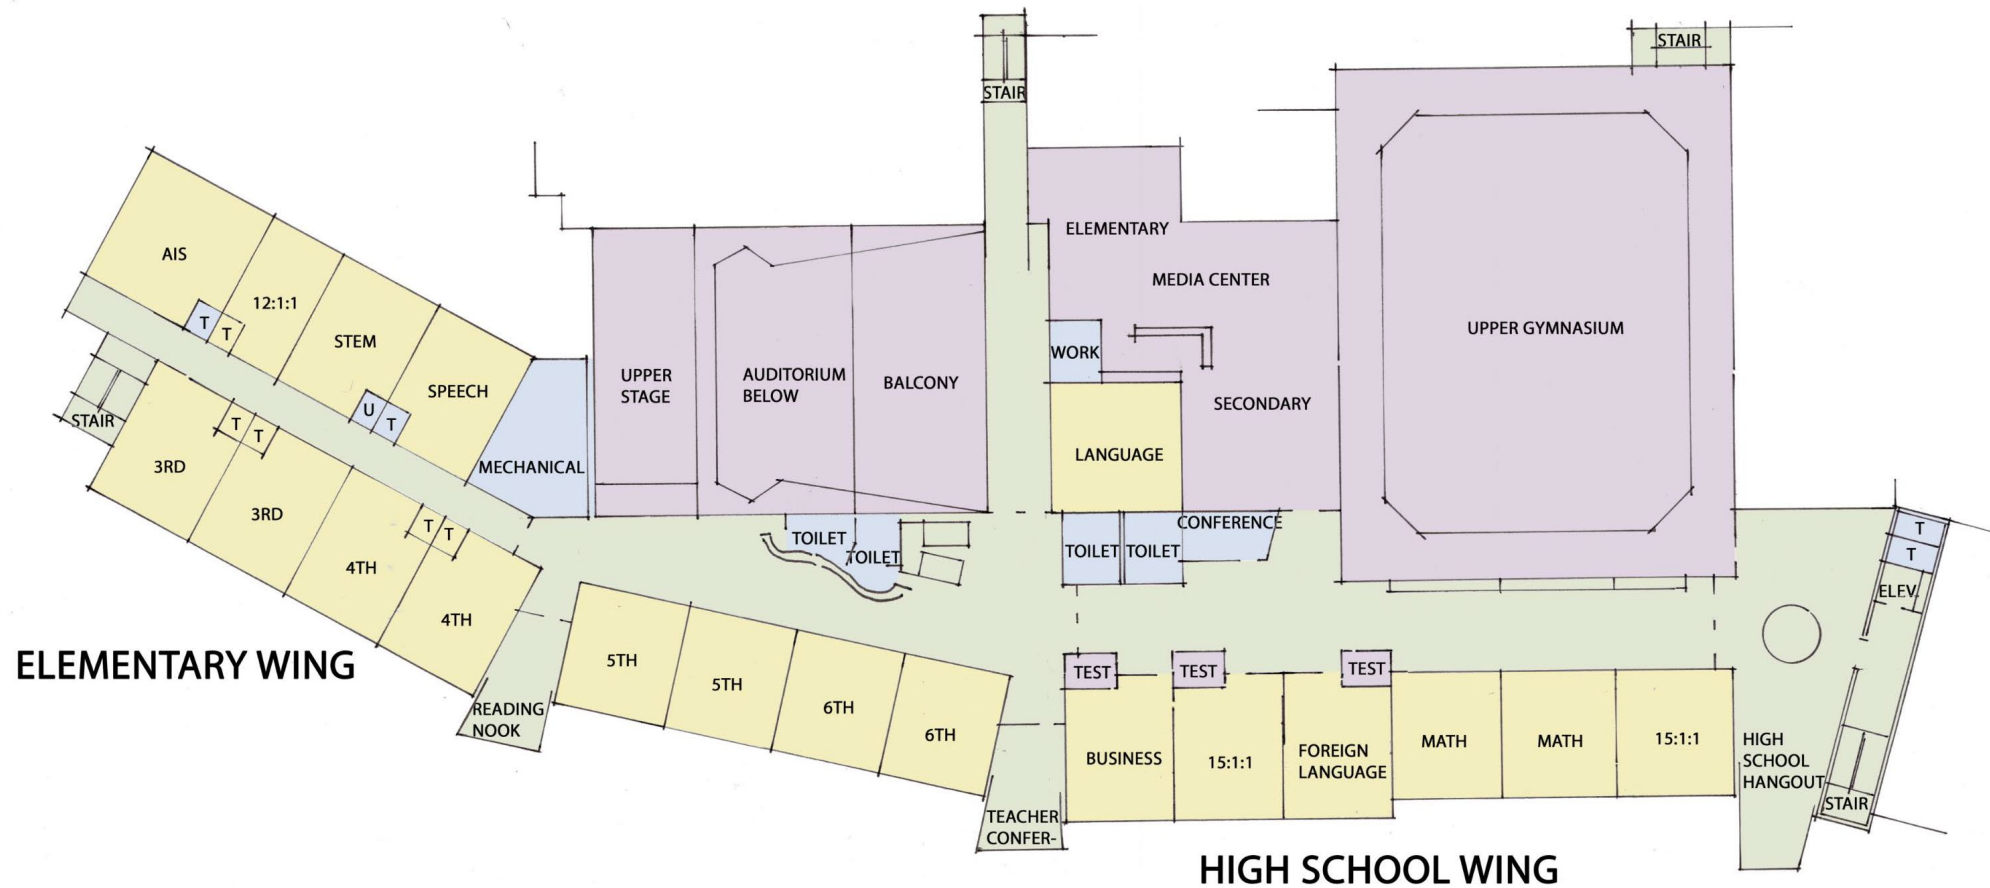 STAIR
STAIR
ELEMENTARY
MEDIA CENTER
AIS
12:1:1
T
T
STEM
SPEECH
U
T
MECHANICAL
UPPER
STAGE
AUDITORIUM
BELOW
BALCONY
WORK
SECONDARY
LANGUAGE
UPPER GYMNASIUM
STAIR
3RD
T
T
3RD
4TH
T
T
4TH
TOILET
TOILET
TOILET
TOILET
CONFERENCE
T
T
ELEV.
ELEMENTARY WING
READING
NOOK
5TH
5TH
6TH
6TH
TEACHER
CONFER-
TEST
TEST
TEST
BUSINESS
15:1:1
FOREIGN
LANGUAGE
MATH
MATH
15:1:1
HIGH
SCHOOL
HANGOUT
STAIR
HIGH SCHOOL WING